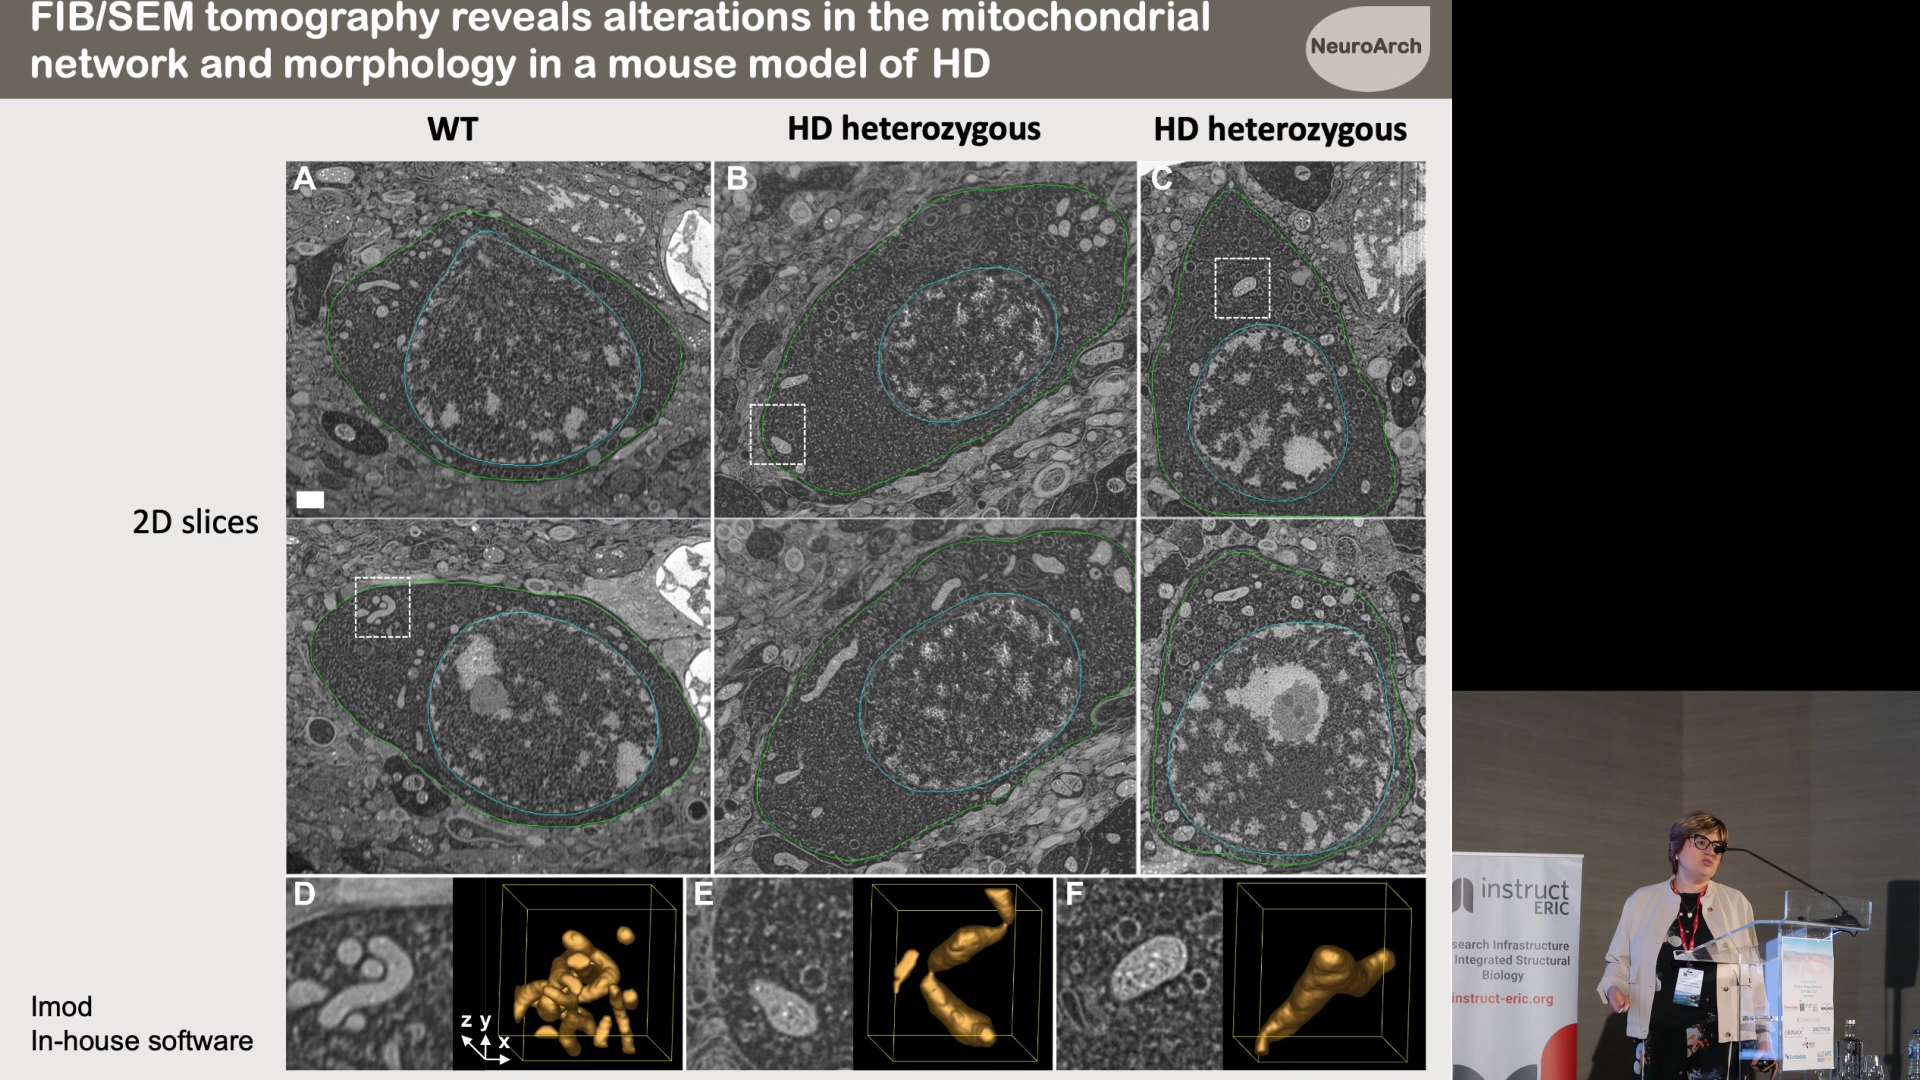 FIB/SEM tomography reveals alterations in the mitochondrial
network and morphology in a mouse model of HD
NeuroArch
WT
HD heterozygous
HD heterozygous
A
B
C
2D slices
D
E
F
z y
x
Imod
In-house software
instruct
ERIC
search Infrastructure
Integrated Structural
Biology
instruct-eric.org